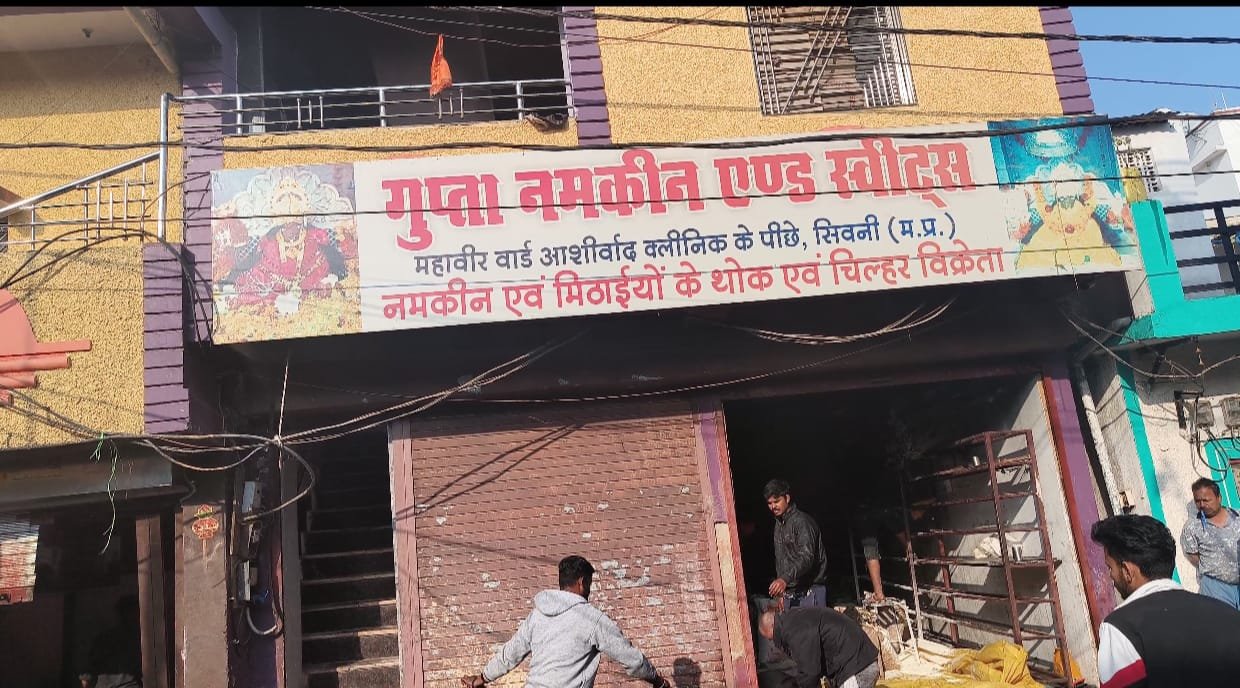 गुप्ता नमकीन एण्ड स्वीट्स
महावीर वार्ड आशीर्वाद क्लीनिक के पीछे, सिवनी (म.प्र.)
नमकीन एवं मिठाईयों के थोक एवं चिल्हर विक्रेता